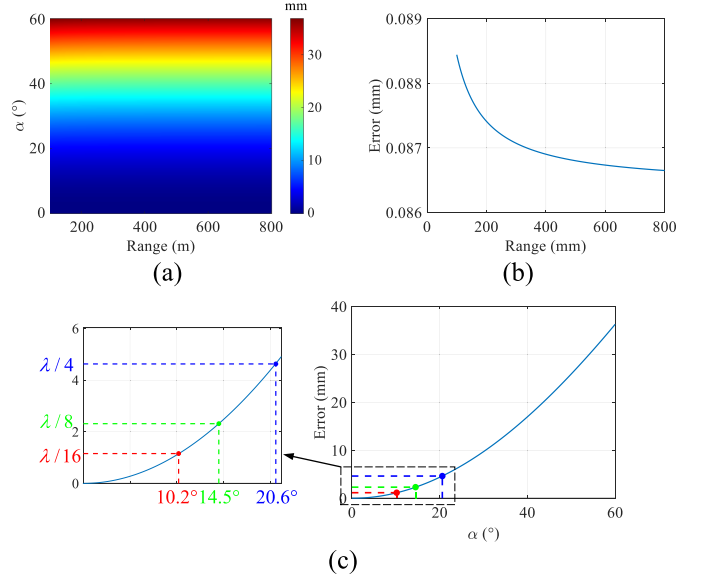 mm
60
40
20
0
α (°)
200
400
600
800
Range (m)
30
20
10
0
(a)
0.089
0.088
0.087
0.086
Error (mm)
0
200
400
600
800
Range (mm)
(b)
6
4
2
0
λ / 4
λ / 8
λ / 16
10.2°
14.5°
20.6°
40
30
20
10
0
Error (mm)
0
20
40
60
α (°)
(c)